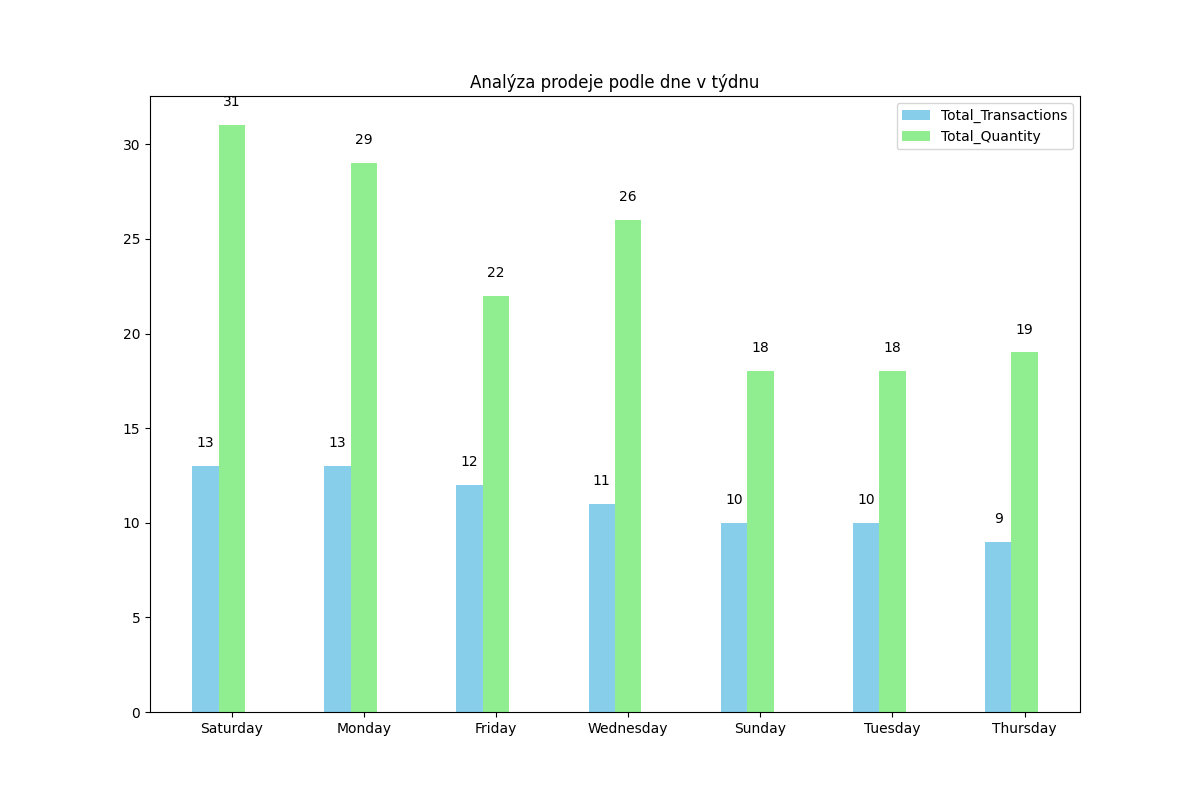 Analýza prodeje podle dne v týdnu
Total_Transactions
Total_Quantity
30
25
20
15
10
5
0
31
29
22
26
18
18
19
13
13
12
11
10
10
9
Saturday
Monday
Friday
Wednesday
Sunday
Tuesday
Thursday